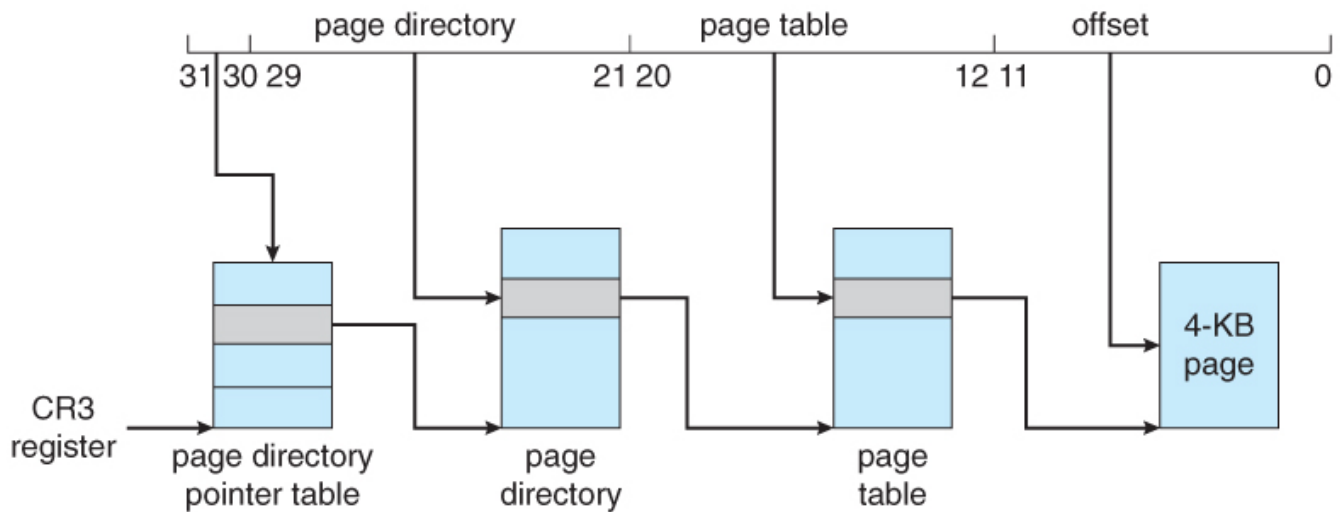 page directory page table offset
31 30 29 21 20 12 11 0
4-KB
page
CR3
register
page directory
pointer table
page
directory
page
table